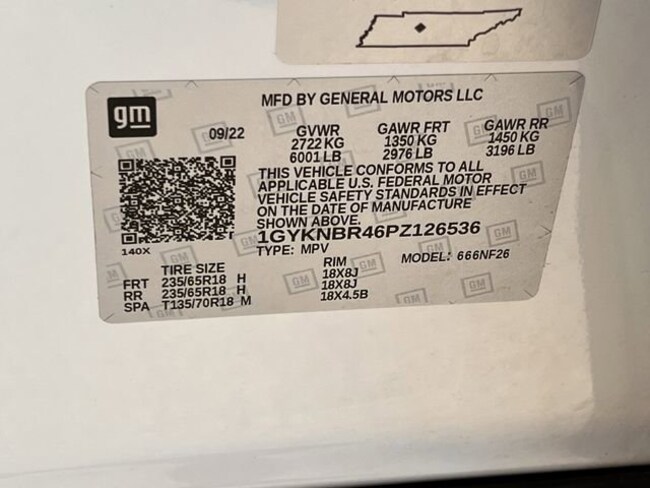 gm
MFD BY GENERAL MOTORS LLC
09/22
GVWR GAWR FRT GAWR RR
2722 KG 1350 KG 1450 KG
6001 LB 2976 LB 3196 LB
THIS VEHICLE CONFORMS TO ALL
APPLICABLE U.S. FEDERAL MOTOR
VEHICLE SAFETY STANDARDS IN EFFECT
ON THE DATE OF MANUFACTURE
SHOWN ABOVE.
140X
1GYKNBR46PZ126536
TYPE: MPV MODEL: 666NF26
TIRE SIZE RIM
FRT 235/65R18 H 18X8J
RR 235/65R18 H 18X8J
SPA T135/70R18 M 18X4.5B